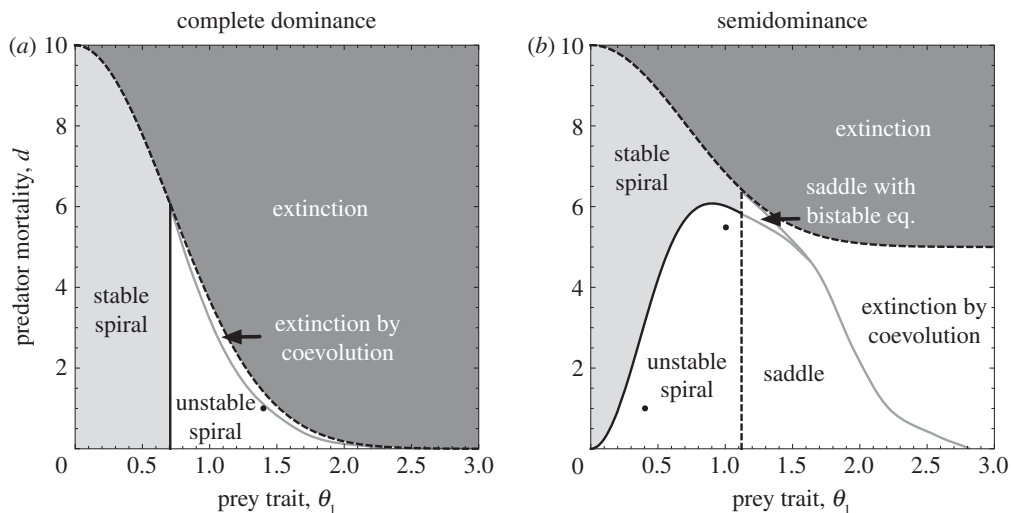 complete dominance
(a)
10
8
6
4
2
0
0.5
1.0
1.5
2.0
2.5
3.0
predator mortality, d
prey trait, θ1
extinction
stable
spiral
extinction by
coevolution
unstable
spiral
semidominance
(b)
10
8
6
4
2
0
0.5
1.0
1.5
2.0
2.5
3.0
prey trait, θ1
extinction
stable
spiral
saddle with
bistable eq.
extinction by
coevolution
unstable
spiral
saddle